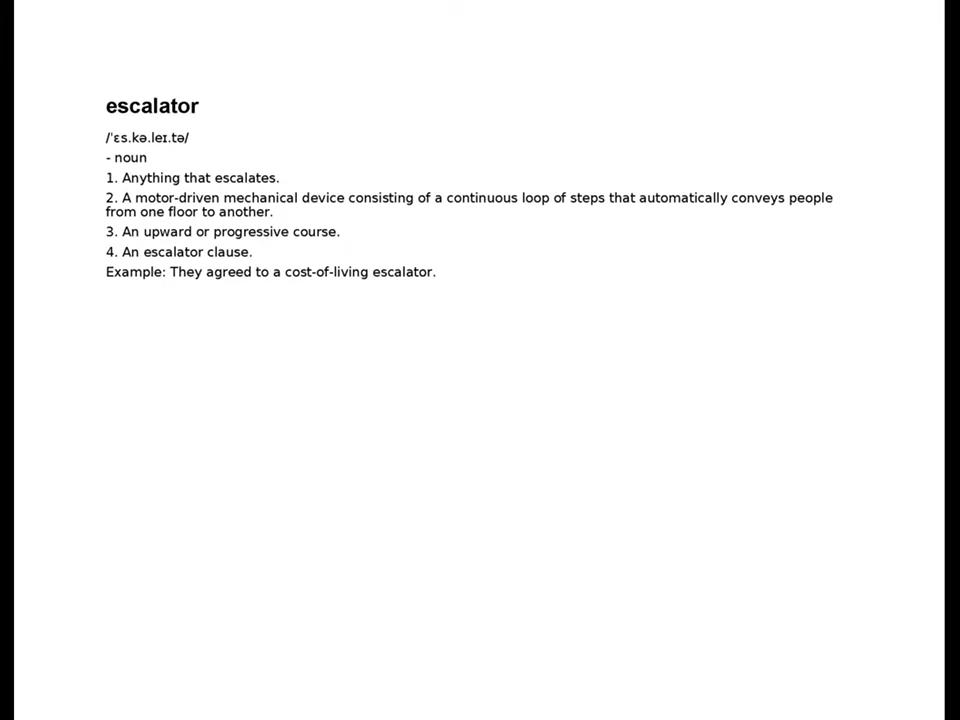 escalator
/ˈɛs.kə.leɪ.tə/
- noun
1. Anything that escalates.
2. A motor-driven mechanical device consisting of a continuous loop of steps that automatically conveys people
from one floor to another.
3. An upward or progressive course.
4. An escalator clause.
Example: They agreed to a cost-of-living escalator.